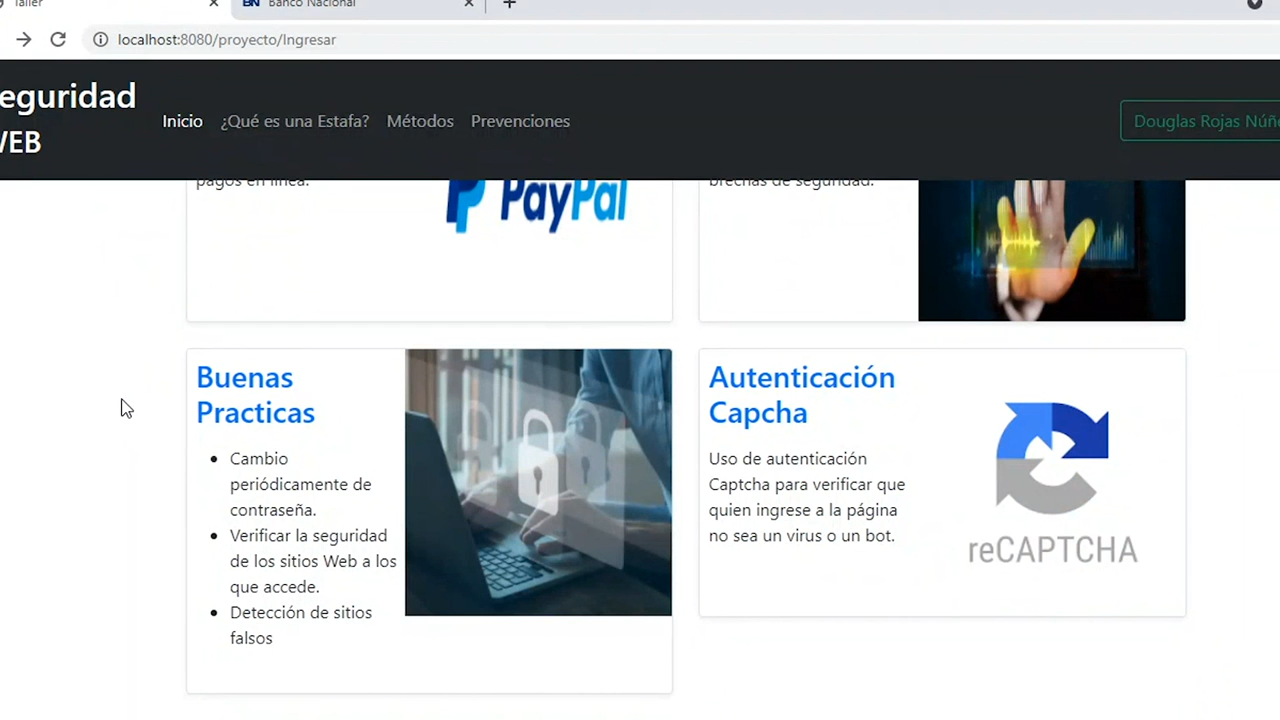 Taller
Banco Nacional
localhost:8080/proyecto/Ingresar
eguridad
EB
Inicio
¿Qué es una Estafa?
Métodos
Prevenciones
Douglas Rojas Núñe
pagos en línea.
PayPal
brechas de seguridad.
Buenas
Practicas
Cambio
periódicamente de
contraseña.
Verificar la seguridad
de los sitios Web a los
que accede.
Detección de sitios
falsos
Autenticación
Capcha
Uso de autenticación
Captcha para verificar que
quien ingrese a la página
no sea un virus o un bot.
reCAPTCHA